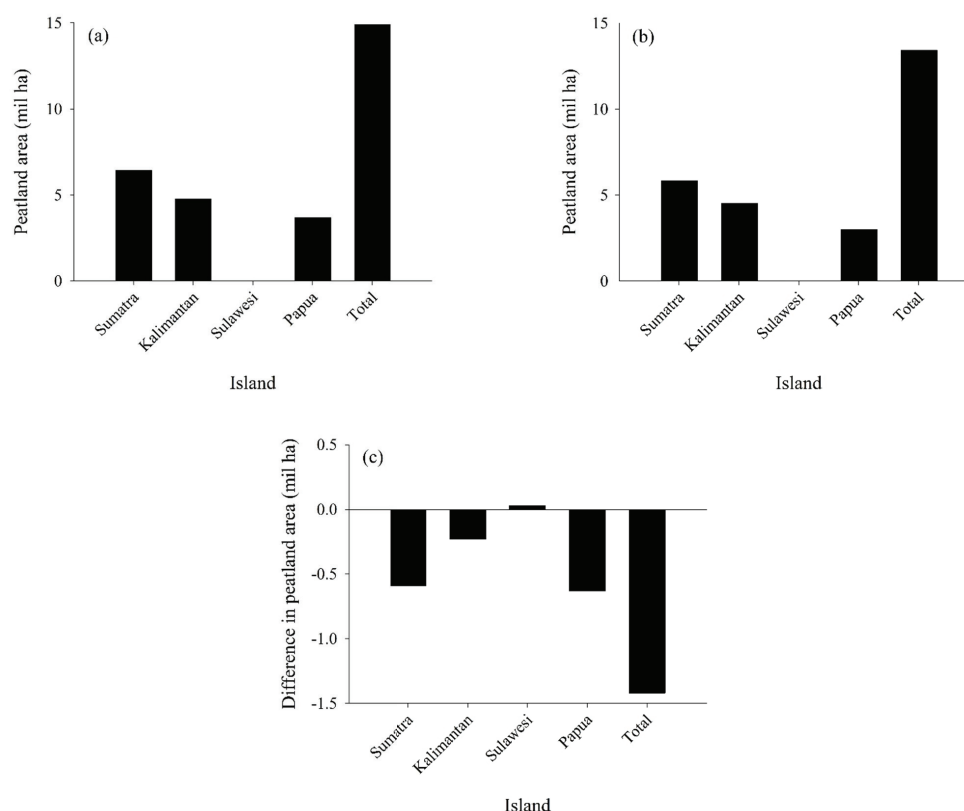 (a)
Peatland area (mil ha)
15
10
5
0
Sumatra
Kalimantan
Sulawesi
Papua
Total
Island
(b)
Peatland area (mil ha)
15
10
5
0
Sumatra
Kalimantan
Sulawesi
Papua
Total
Island
(c)
Difference in peatland area (mil ha)
0.5
0.0
-0.5
-1.0
-1.5
Sumatra
Kalimantan
Sulawesi
Papua
Total
Island